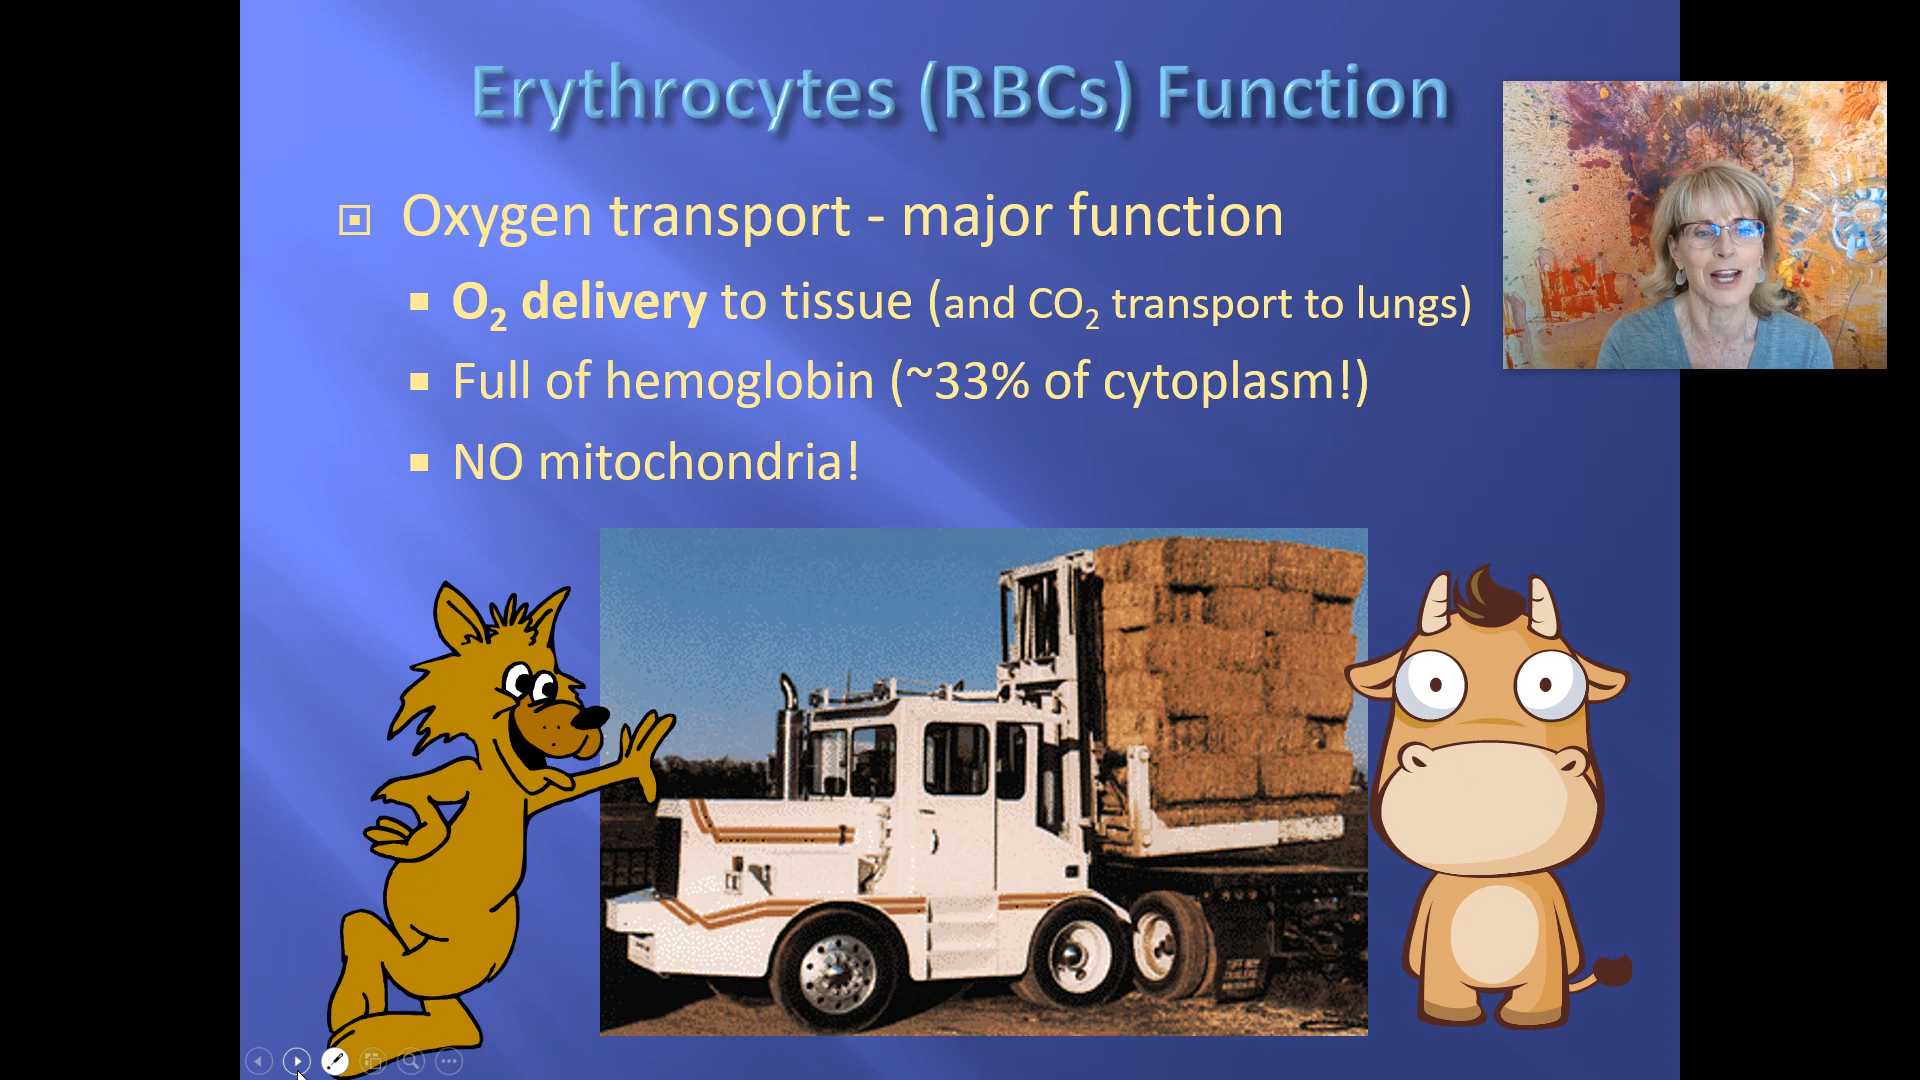 Erythrocytes (RBCs) Function
Oxygen transport - major function
O₂ delivery to tissue (and CO₂ transport to lungs)
Full of hemoglobin (~33% of cytoplasm!)
NO mitochondria!